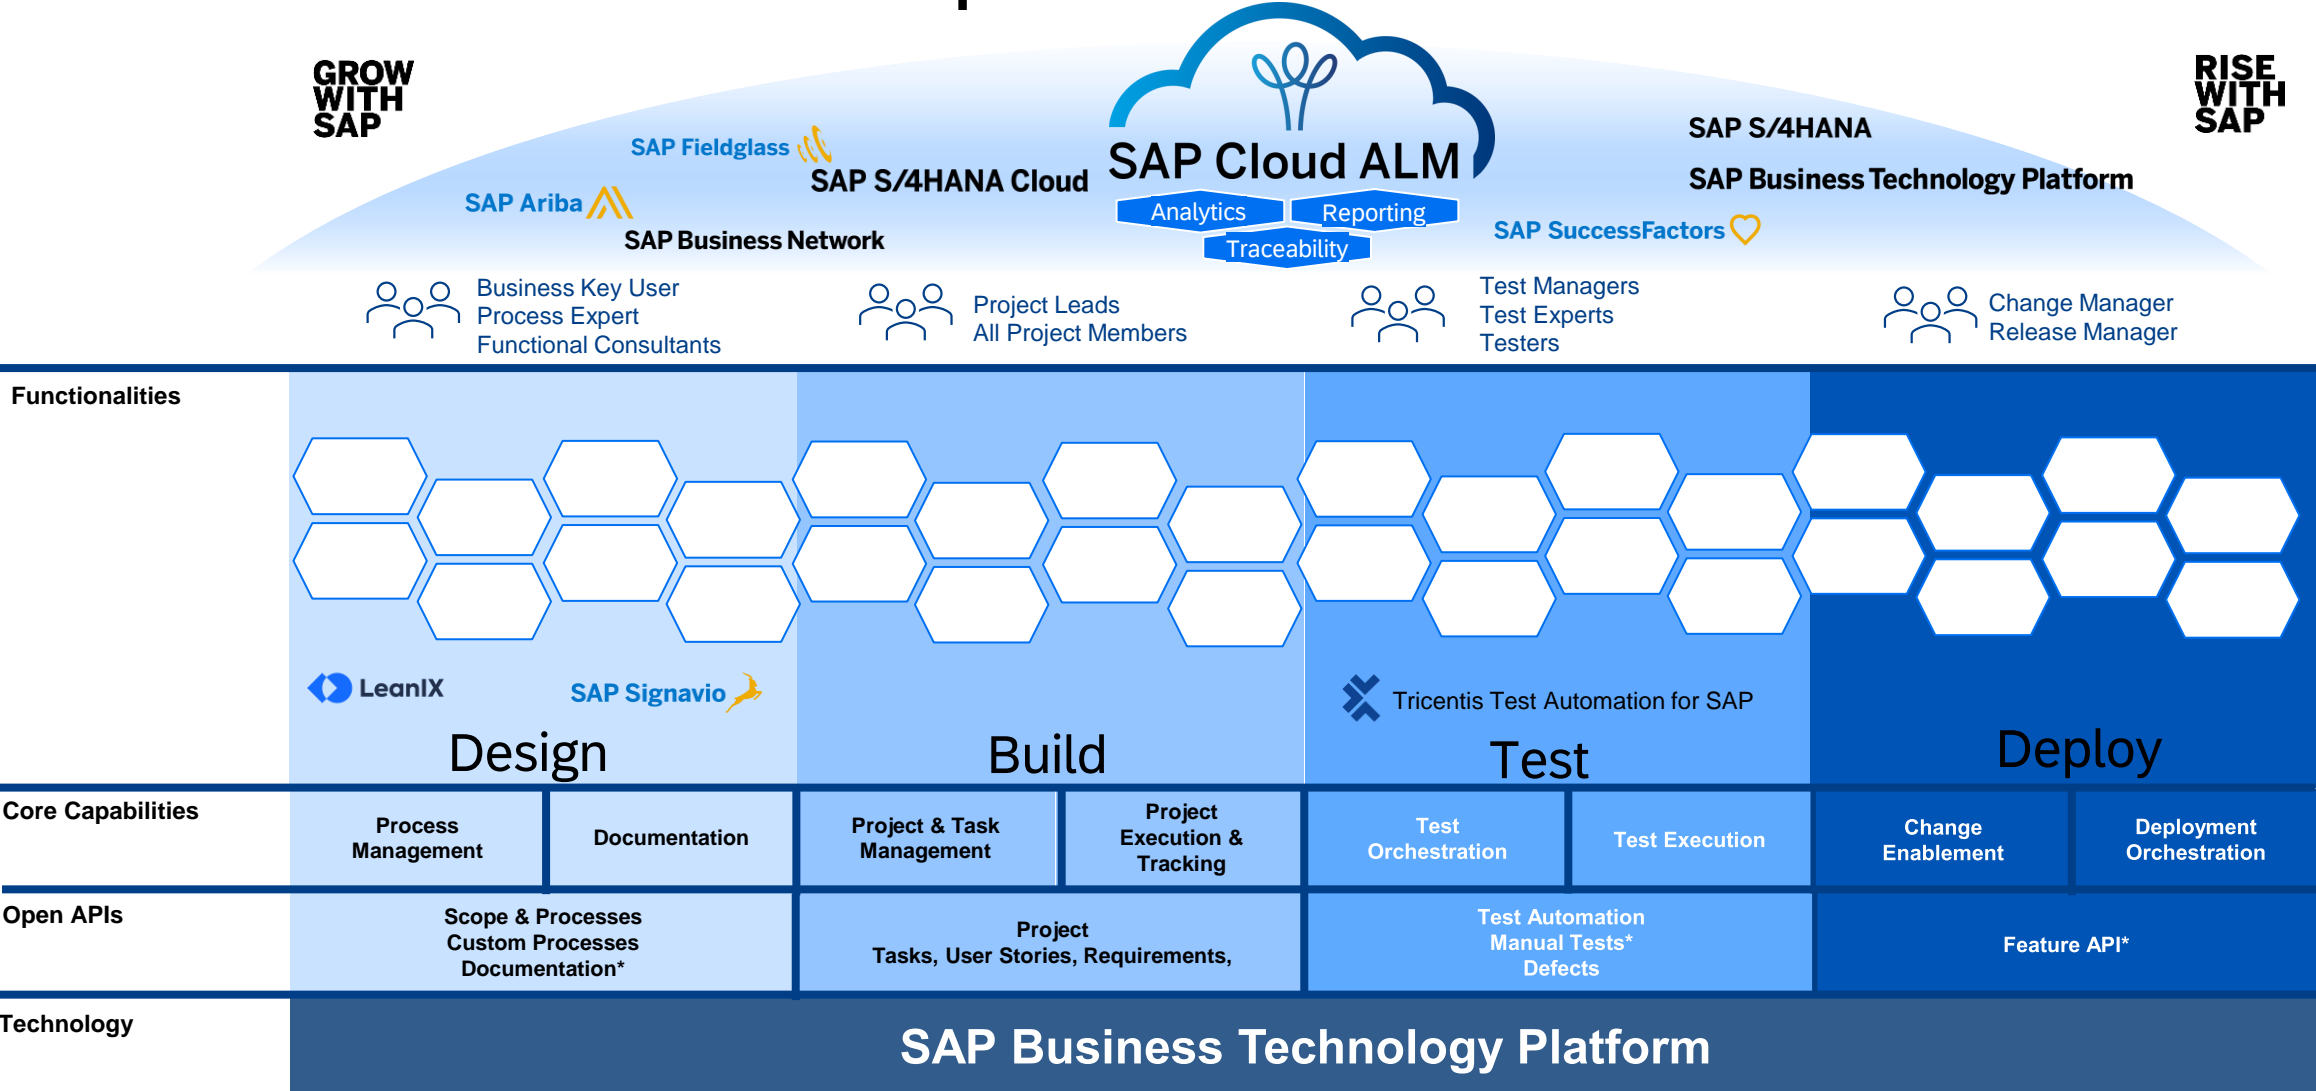 GROW
WITH
SAP
RISE
WITH
SAP
SAP Fieldglass
SAP S/4HANA Cloud
SAP Ariba
SAP Business Network
SAP Cloud ALM
Analytics
Reporting
Traceability
SAP S/4HANA
SAP Business Technology Platform
SAP SuccessFactors
Business Key User
Process Expert
Functional Consultants
Project Leads
All Project Members
Test Managers
Test Experts
Testers
Change Manager
Release Manager
Functionalities
LeanIX
SAP Signavio
Tricentis Test Automation for SAP
Design
Build
Test
Deploy
Core Capabilities
Process
Management
Documentation
Project & Task
Management
Project
Execution &
Tracking
Test
Orchestration
Test Execution
Change
Enablement
Deployment
Orchestration
Open APIs
Scope & Processes
Custom Processes
Documentation*
Project
Tasks, User Stories, Requirements,
Test Automation
Manual Tests*
Defects
Feature API*
Technology
SAP Business Technology Platform